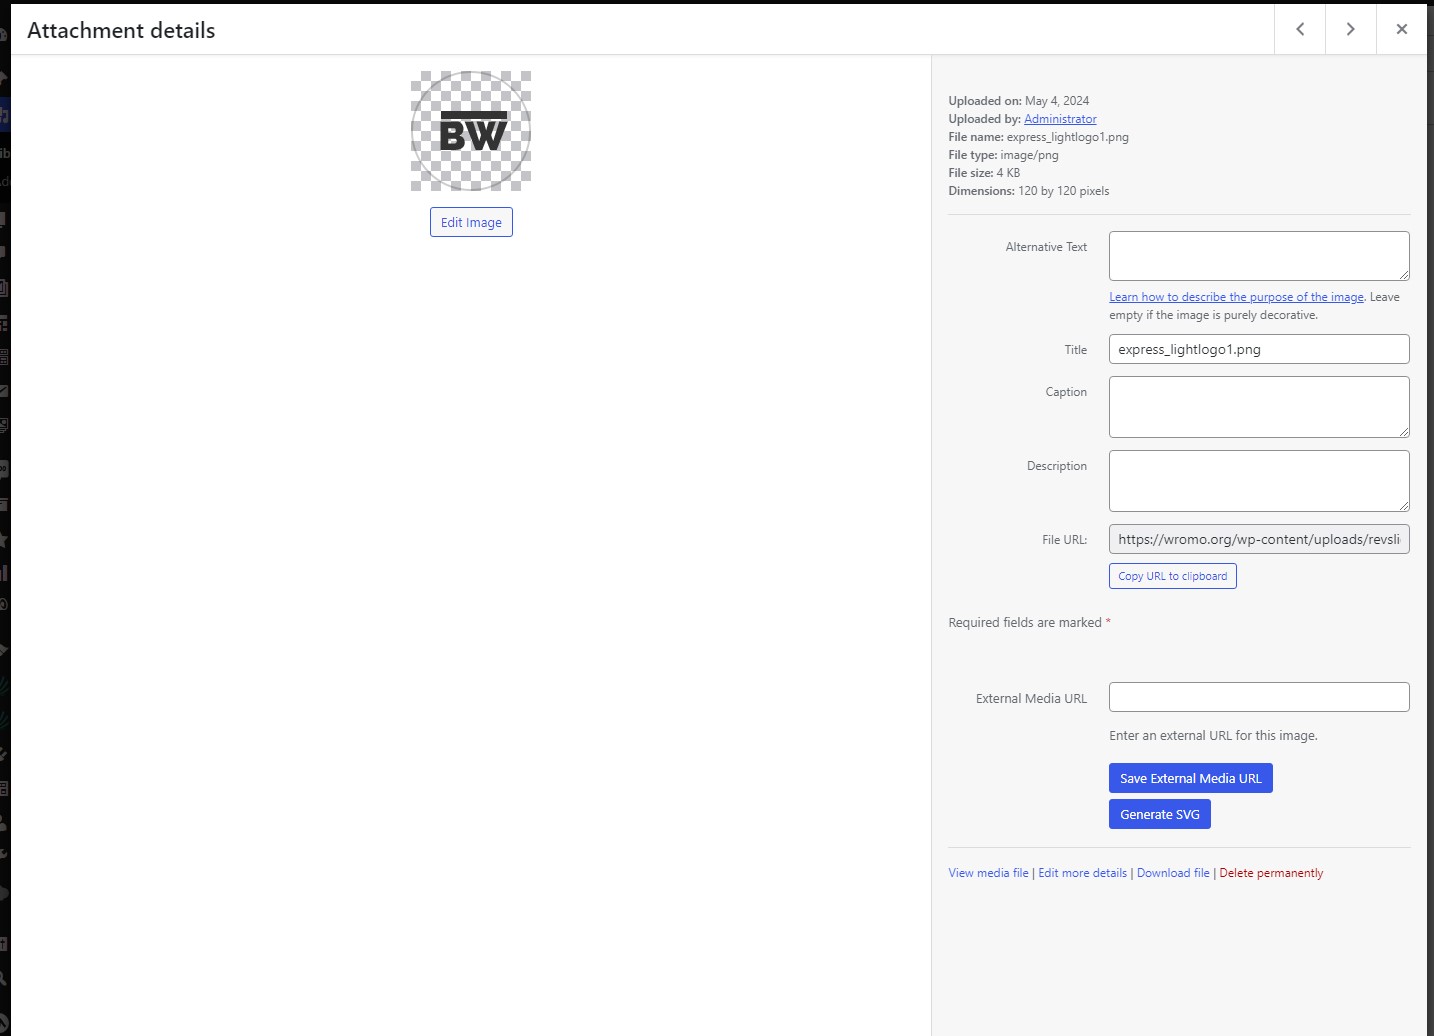 Attachment details
BW
Edit Image
Uploaded on: May 4, 2024
Uploaded by: Administrator
File name: express_lightlogo1.png
File type: image/png
File size: 4 KB
Dimensions: 120 by 120 pixels
Alternative Text
Learn how to describe the purpose of the image. Leave
empty if the image is purely decorative.
Title
express_lightlogo1.png
Caption
Description
File URL:
https://wromo.org/wp-content/uploads/revsli
Copy URL to clipboard
Required fields are marked *
External Media URL
Enter an external URL for this image.
Save External Media URL
Generate SVG
View media file | Edit more details | Download file | Delete permanently